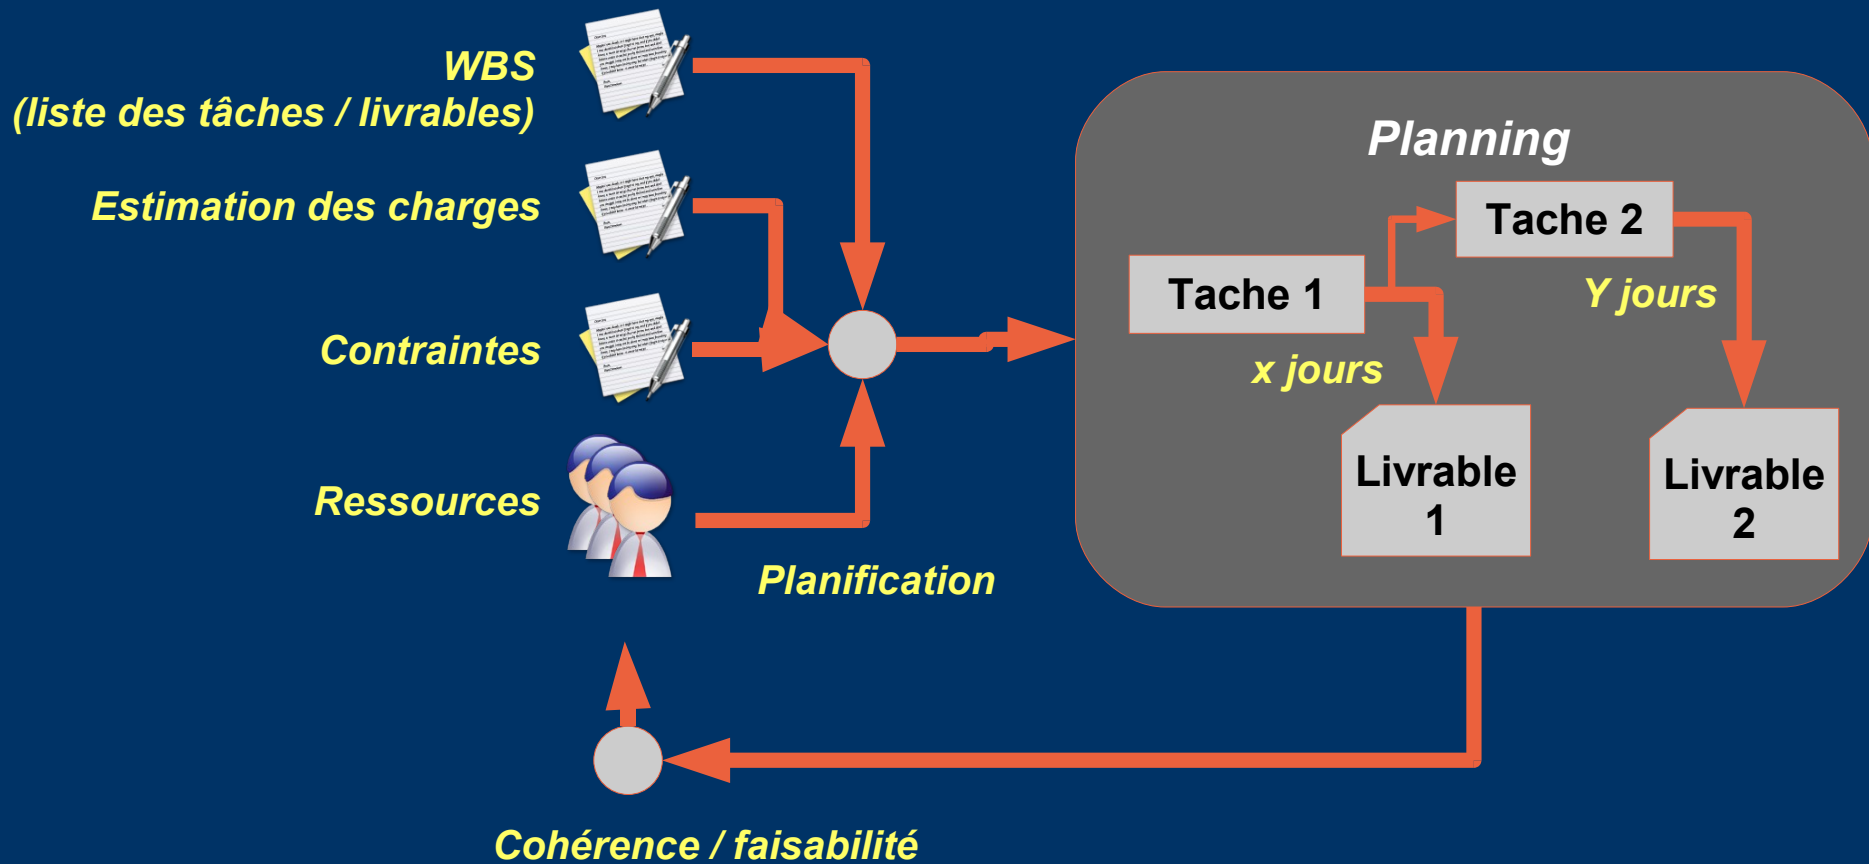 WBS
(liste des tâches / livrables)
Estimation des charges
Contraintes
Ressources
Planification
Planning
Tache 1
Tache 2
x jours
Y jours
Livrable
1
Livrable
2
Cohérence / faisabilité